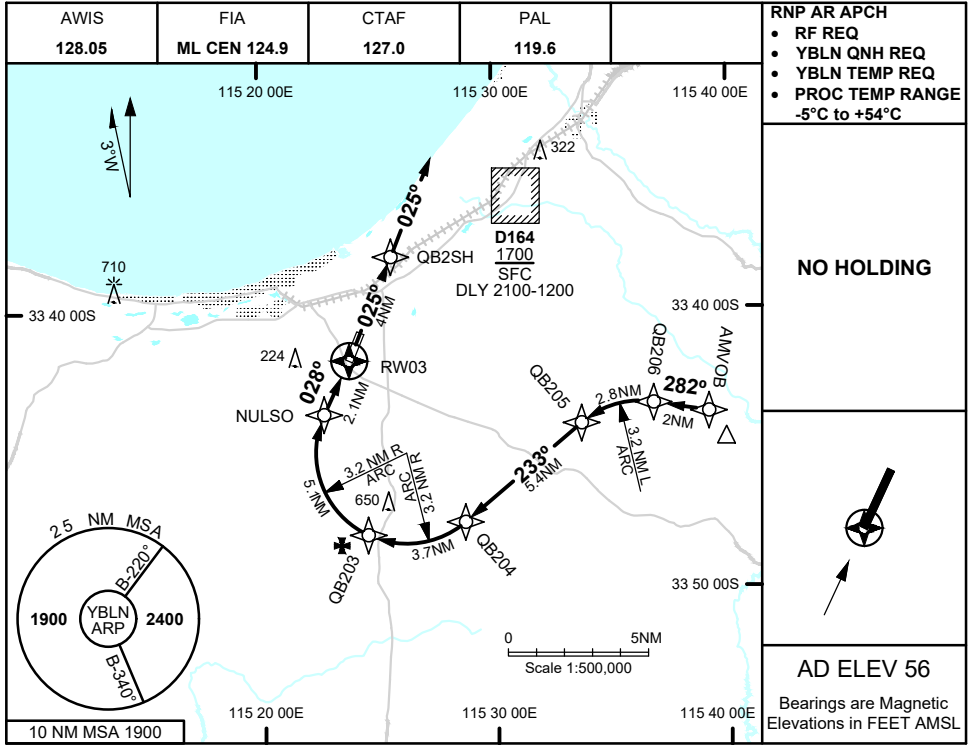 AWIS
128.05
FIA
ML CEN 124.9
CTAF
127.0
PAL
119.6
RNP AR APCH
• RF REQ
• YBLN QNH REQ
• YBLN TEMP REQ
• PROC TEMP RANGE
-5°C to +54°C
115 20 00E
115 30 00E
115 40 00E
3°W
322
025°
D164
1700
SFC
DLY 2100-1200
QB2SH
710
025°
4NM
NO HOLDING
33 40 00S
33 40 00S
224
RW03
028°
2.1NM
NULSO
QB205
QB206
AMVOB
282°
2.8NM
2NM
3.2 NM L
ARC
233°
5.4NM
3.2 NM R
ARC
3.2 NM R
ARC
5.1NM
650
3.7NM
QB203
QB204
33 50 00S
25 NM MSA
B-220°
1900
YBLN
ARP
2400
B-340°
0 5NM
Scale 1:500,000
AD ELEV 56
Bearings are Magnetic
Elevations in FEET AMSL
10 NM MSA 1900
115 20 00E
115 30 00E
115 40 00E